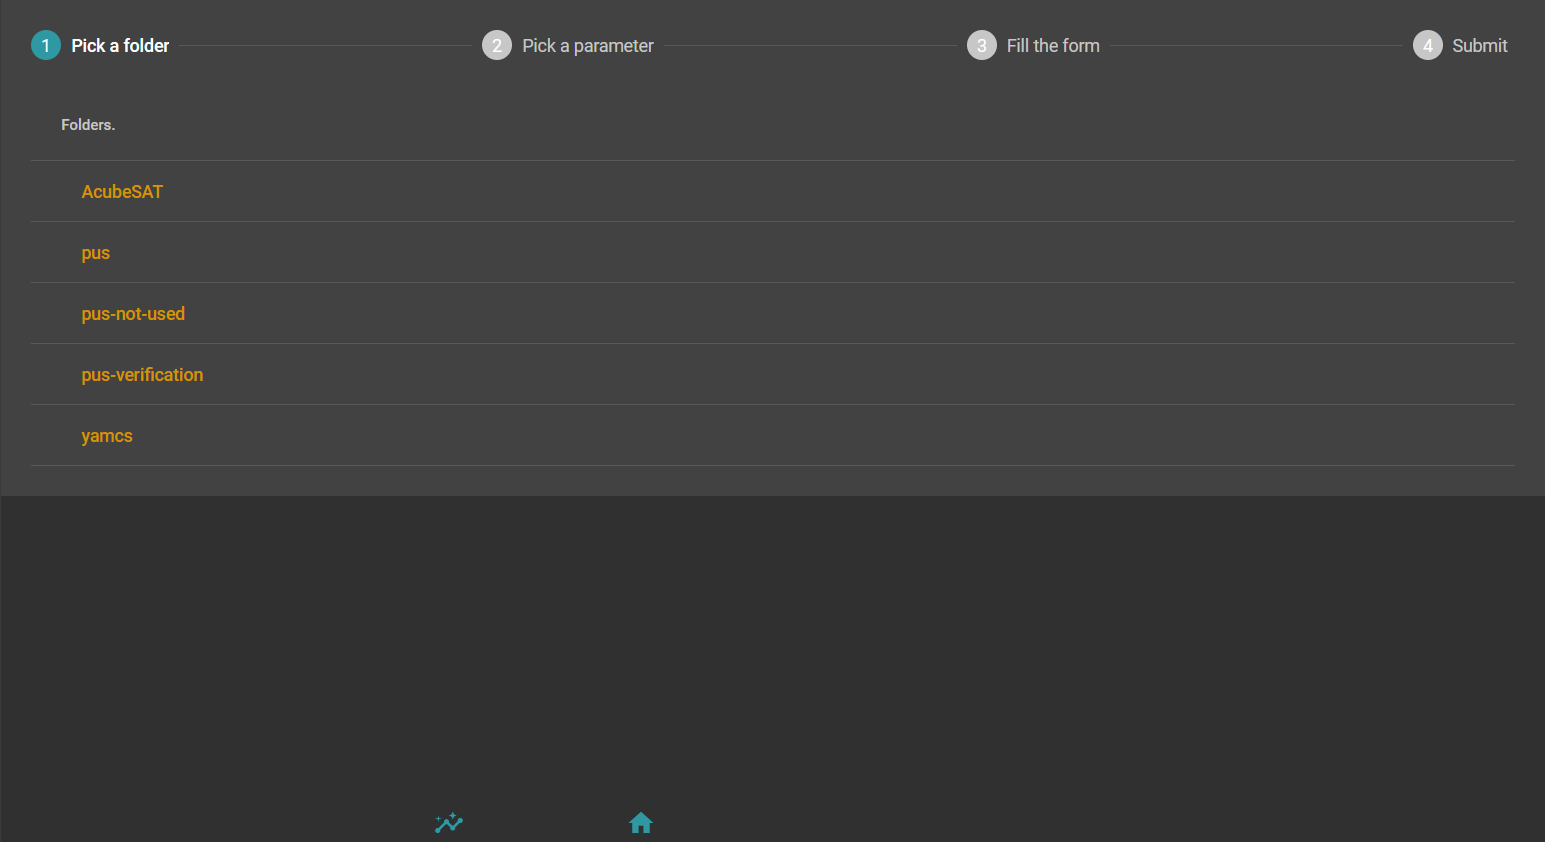 1 Pick a folder 2 Pick a parameter 3 Fill the form 4 Submit
Folders.
AcubeSAT
pus
pus-not-used
pus-verification
yamcs